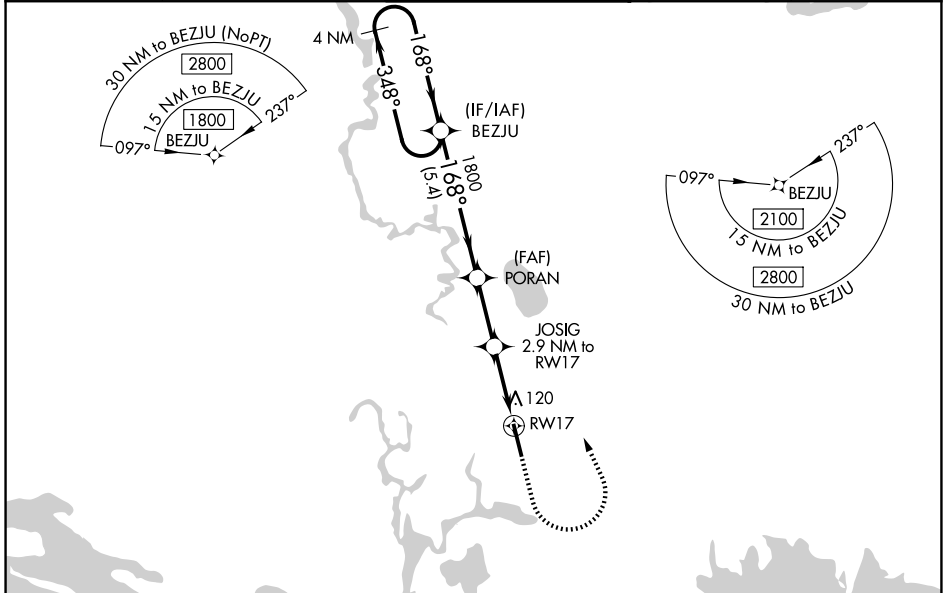 30 NM to BEZJU (NoPT)
2800
15 NM to BEZJU
1800
097°
237°
BEZJU
4 NM
168°
348°
(IF/IAF)
BEZJU
1800
168°
(5.4)
(FAF)
PORAN
JOSIG
2.9 NM to
RW17
120
RW17
097°
237°
BEZJU
2100
15 NM to BEZJU
2800
30 NM to BEZJU